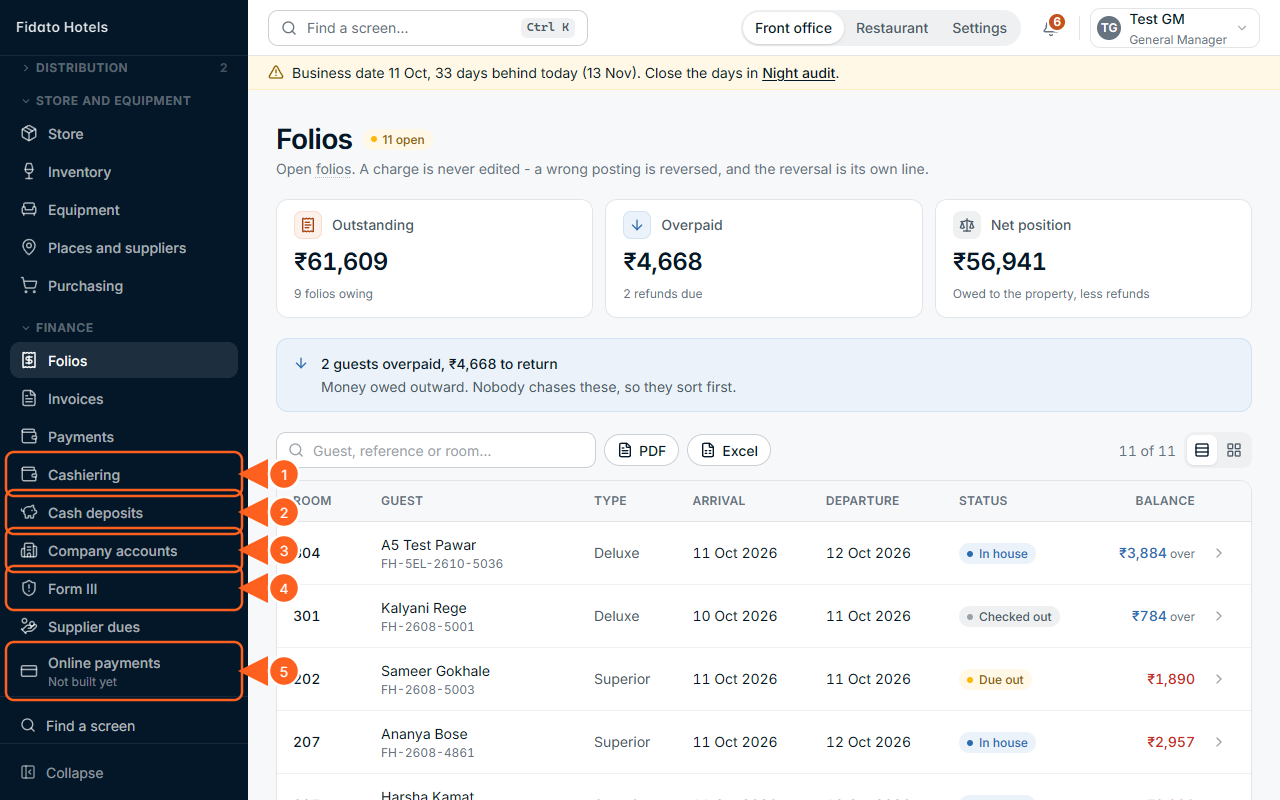 Fidato Hotels
Find a screen...
Ctrl K
Front office
Restaurant
Settings
6
TG
Test GM
General Manager
DISTRIBUTION 2
Business date 11 Oct, 33 days behind today (13 Nov). Close the days in Night audit.
STORE AND EQUIPMENT
Store
Inventory
Equipment
Places and suppliers
Purchasing
FINANCE
Folios
Invoices
Payments
Cashiering
Cash deposits
Company accounts
Form III
Supplier dues
Online payments
Not built yet
Find a screen
Collapse
1
2
3
4
5
Folios
11 open
Open folios. A charge is never edited - a wrong posting is reversed, and the reversal is its own line.
Outstanding
₹61,609
9 folios owing
Overpaid
₹4,668
2 refunds due
Net position
₹56,941
Owed to the property, less refunds
2 guests overpaid, ₹4,668 to return
Money owed outward. Nobody chases these, so they sort first.
Guest, reference or room...
PDF
Excel
11 of 11
ROOM GUEST TYPE ARRIVAL DEPARTURE STATUS BALANCE
304 A5 Test Pawar Deluxe 11 Oct 2026 12 Oct 2026 In house ₹3,884 over
FH-5EL-2610-5036
301 Kalyani Rege Deluxe 10 Oct 2026 11 Oct 2026 Checked out ₹784 over
FH-2608-5001
202 Sameer Gokhale Superior 11 Oct 2026 11 Oct 2026 Due out ₹1,890
FH-2608-5003
207 Ananya Bose Superior 11 Oct 2026 12 Oct 2026 In house ₹2,957
FH-2608-4861
Harsha Kamat